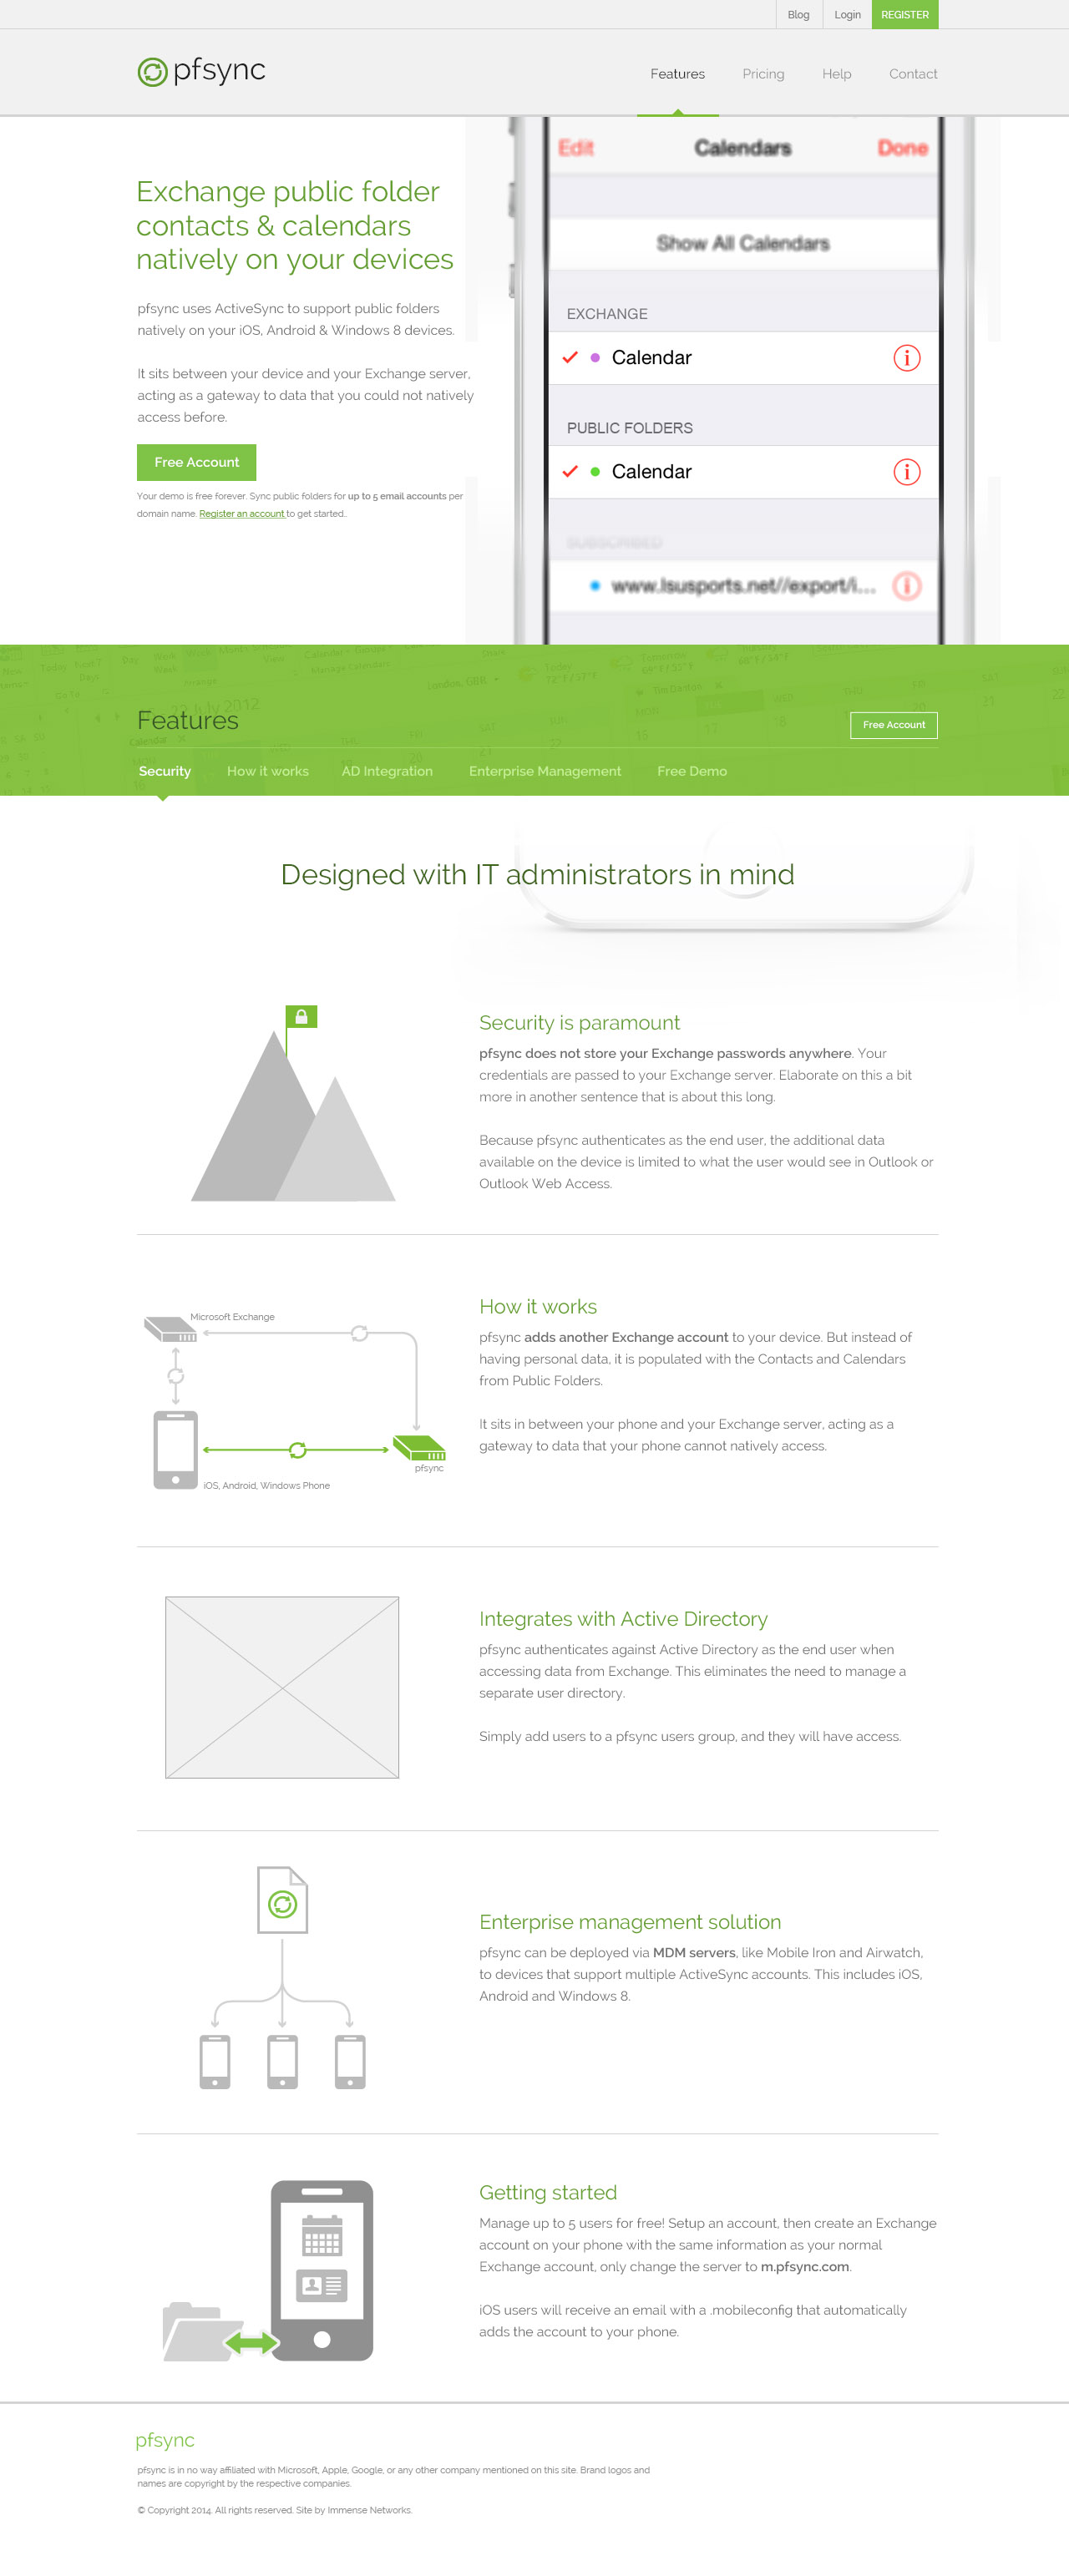 Blog
Login
REGISTER
pfsync
Features
Pricing
Help
Contact
Exchange public folder
contacts & calendars
natively on your devices
pfsync uses ActiveSync to support public folders
natively on your iOS, Android & Windows 8 devices.
It sits between your device and your Exchange server,
acting as a gateway to data that you could not natively
access before.
Free Account
Your demo is free forever. Sync public folders for up to 5 email accounts per
domain name. Register an account to get started..
Edit
Calendars
Done
Show All Calendars
EXCHANGE
Calendar
PUBLIC FOLDERS
Calendar
SUBSCRIBED
www.lsusports.net//export/i...
Features
Free Account
Security
How it works
AD Integration
Enterprise Management
Free Demo
Designed with IT administrators in mind
Security is paramount
pfsync does not store your Exchange passwords anywhere. Your
credentials are passed to your Exchange server. Elaborate on this a bit
more in another sentence that is about this long.
Because pfsync authenticates as the end user, the additional data
available on the device is limited to what the user would see in Outlook or
Outlook Web Access.
Microsoft Exchange
pfsync
iOS, Android, Windows Phone
How it works
pfsync adds another Exchange account to your device. But instead of
having personal data, it is populated with the Contacts and Calendars
from Public Folders.
It sits in between your phone and your Exchange server, acting as a
gateway to data that your phone cannot natively access.
Integrates with Active Directory
pfsync authenticates against Active Directory as the end user when
accessing data from Exchange. This eliminates the need to manage a
separate user directory.
Simply add users to a pfsync users group, and they will have access.
Enterprise management solution
pfsync can be deployed via MDM servers, like Mobile Iron and Airwatch,
to devices that support multiple ActiveSync accounts. This includes iOS,
Android and Windows 8.
Getting started
Manage up to 5 users for free! Setup an account, then create an Exchange
account on your phone with the same information as your normal
Exchange account, only change the server to m.pfsync.com.
iOS users will receive an email with a .mobileconfig that automatically
adds the account to your phone.
pfsync
pfsync is in no way affiliated with Microsoft, Apple, Google, or any other company mentioned on this site. Brand logos and
names are copyright by the respective companies.
© Copyright 2014. All rights reserved. Site by Immense Networks.